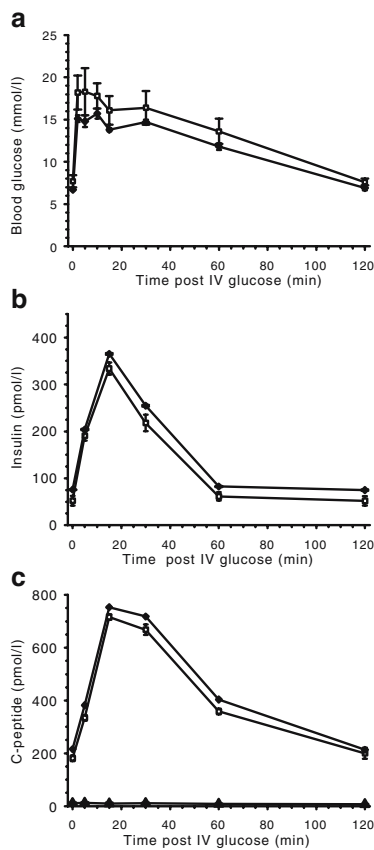 a
25
20
15
10
5
0
Blood glucose (mmol/l)
0 20 40 60 80 100 120
Time post IV glucose (min)
b
400
300
200
100
0
Insulin (pmol/l)
0 20 40 60 80 100 120
Time post IV glucose (min)
c
800
600
400
200
0
C-peptide (pmol/l)
0 20 40 60 80 100 120
Time post IV glucose (min)